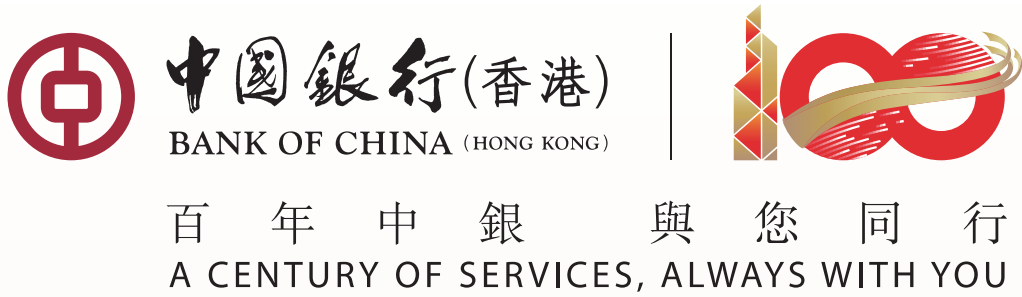 中國銀行(香港)
BANK OF CHINA (HONG KONG)
100
百年中銀 與您同行
A CENTURY OF SERVICES, ALWAYS WITH YOU